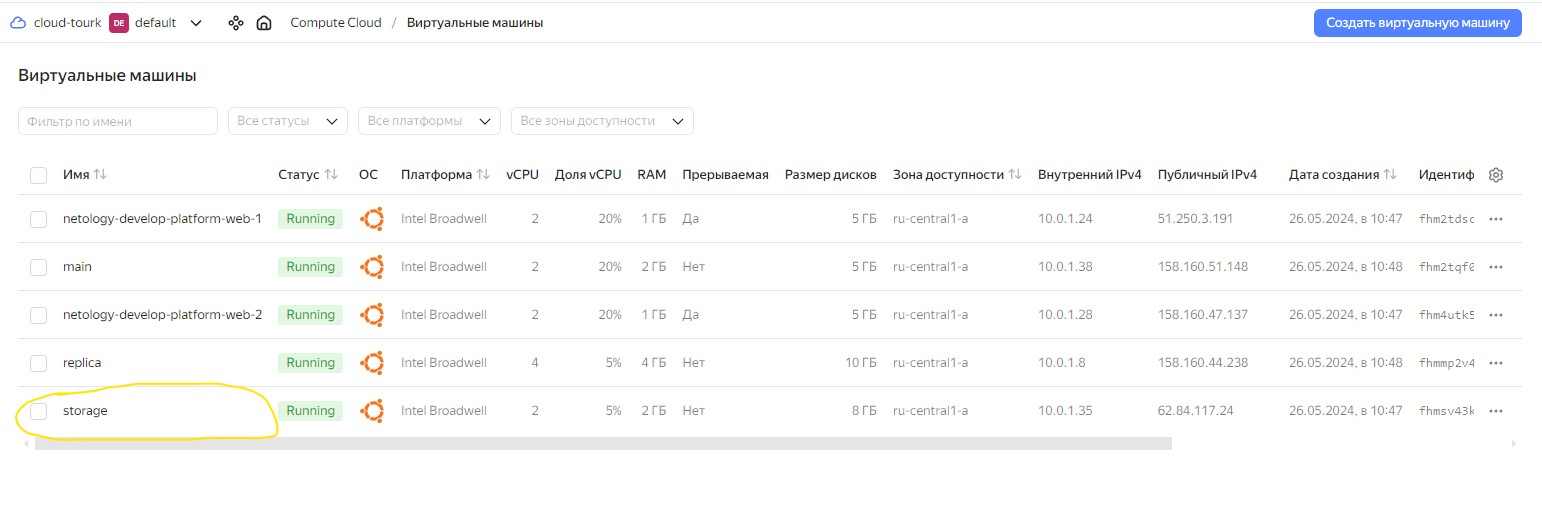 cloud-tourk DE default Compute Cloud / Виртуальные машины Создать виртуальную машину
Виртуальные машины
Фильтр по имени Все статусы Все платформы Все зоны доступности
Имя Статус ОС Платформа vCPU Доля vCPU RAM Прерываемая Размер дисков Зона доступности Внутренний IPv4 Публичный IPv4 Дата создания Идентиф
netology-develop-platform-web-1 Running Intel Broadwell 2 20% 1 ГБ Да 5 ГБ ru-central1-a 10.0.1.24 51.250.3.191 26.05.2024, в 10:47 fhm2tdsc
main Running Intel Broadwell 2 20% 2 ГБ Нет 5 ГБ ru-central1-a 10.0.1.38 158.160.51.148 26.05.2024, в 10:48 fhm2tqf0
netology-develop-platform-web-2 Running Intel Broadwell 2 20% 1 ГБ Да 5 ГБ ru-central1-a 10.0.1.28 158.160.47.137 26.05.2024, в 10:47 fhm4utk5
replica Running Intel Broadwell 4 5% 4 ГБ Нет 10 ГБ ru-central1-a 10.0.1.8 158.160.44.238 26.05.2024, в 10:48 fhmmp2v4
storage Running Intel Broadwell 2 5% 2 ГБ Нет 8 ГБ ru-central1-a 10.0.1.35 62.84.117.24 26.05.2024, в 10:47 fhmsv43k